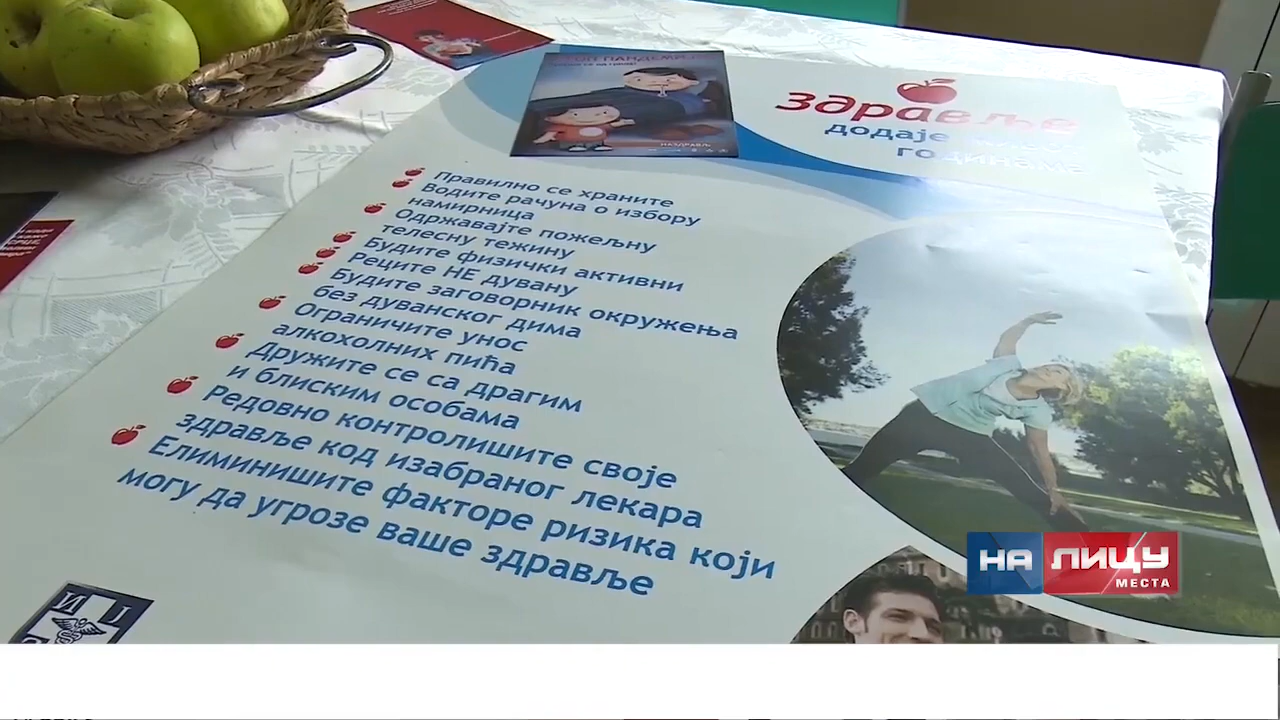 здравље
додаје
годинама
Правилно се храните
Водите рачуна о избору
намирница
Одржавајте пожељну
телесну тежину
Будите физички активни
Реците НЕ дувану
Будите заговорник окружења
без дуванског дима
Ограничите унос
алкохолних пића
Дружите се са драгим
и блиским особама
Редовно контролишите своје
здравље код изабраног лекара
Елиминишите факторе ризика који
могу да угрозе ваше здравље
НА ЛИЦУ
МЕСТА